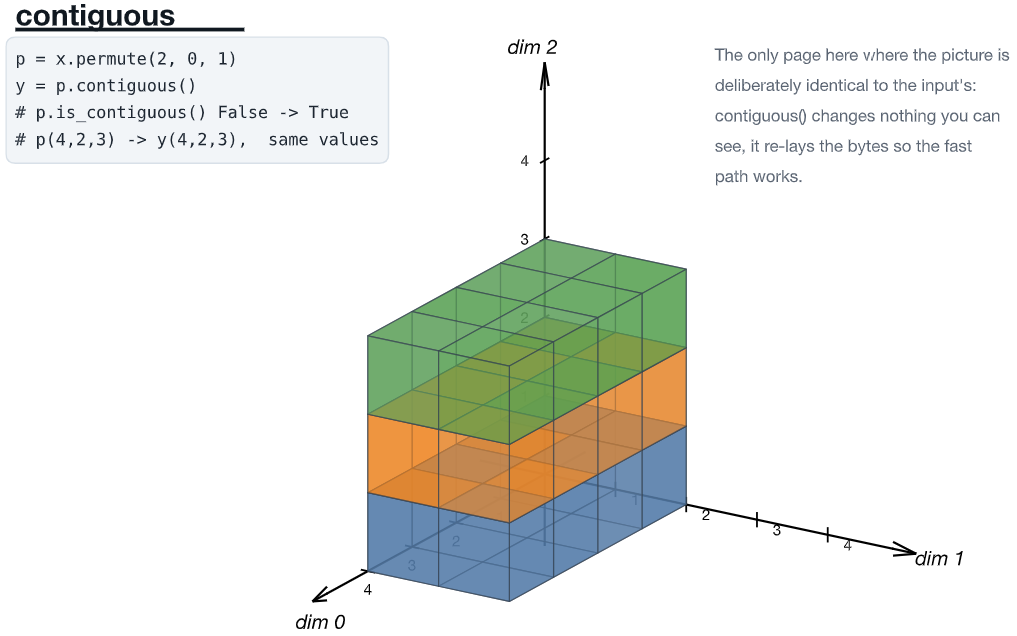 contiguous
p = x.permute(2, 0, 1)
y = p.contiguous()
# p.is_contiguous() False -> True
# p(4,2,3) -> y(4,2,3),  same values
The only page here where the picture is
deliberately identical to the input's:
contiguous() changes nothing you can
see, it re-lays the bytes so the fast
path works.
dim 2
4
3
2
1
2
3
4
dim 1
2
3
4
dim 0